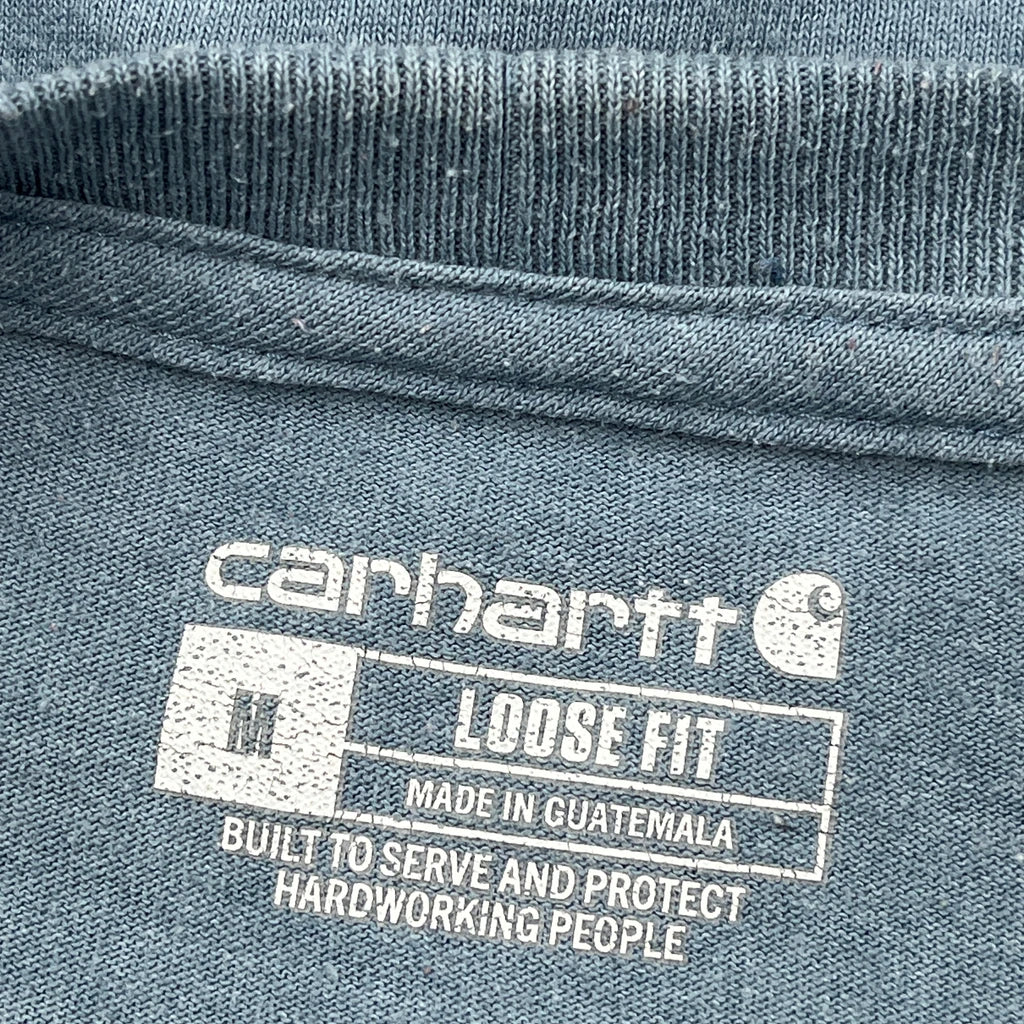 carhartt
M
LOOSE FIT
MADE IN GUATEMALA
BUILT TO SERVE AND PROTECT
HARDWORKING PEOPLE